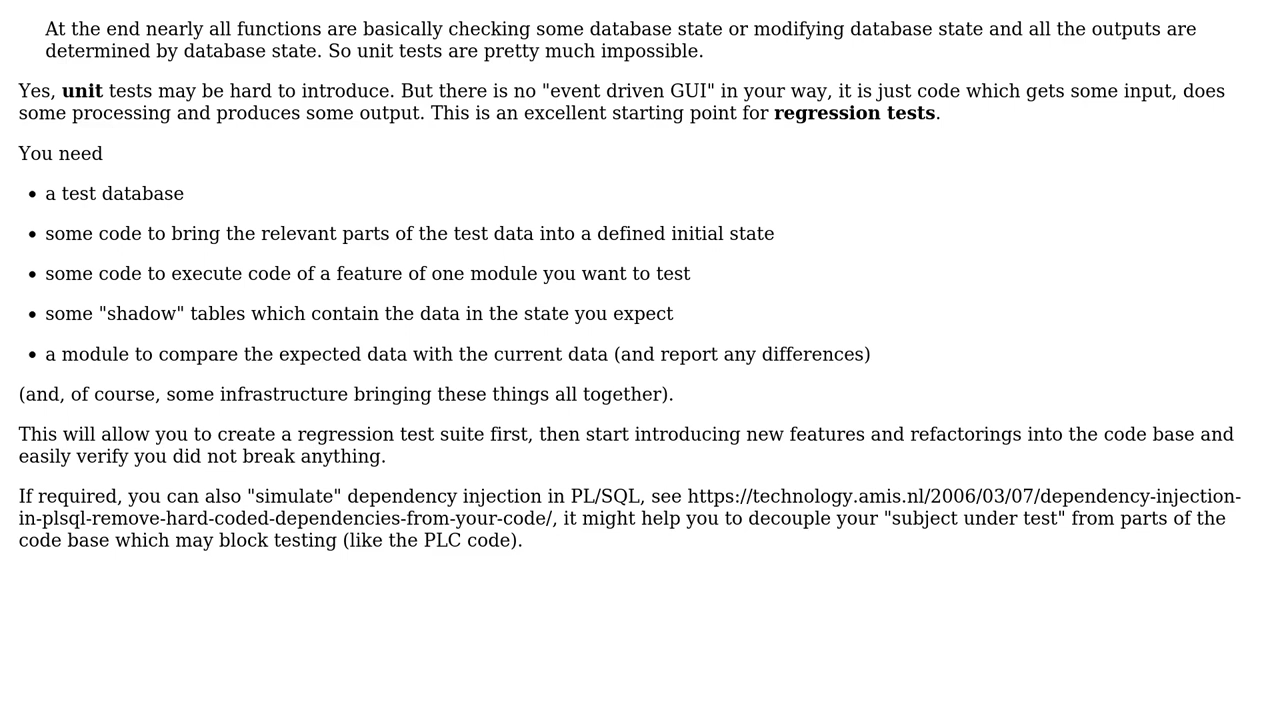 At the end nearly all functions are basically checking some database state or modifying database state and all the outputs are
determined by database state. So unit tests are pretty much impossible.
Yes, unit tests may be hard to introduce. But there is no "event driven GUI" in your way, it is just code which gets some input, does
some processing and produces some output. This is an excellent starting point for regression tests.
You need
• a test database
• some code to bring the relevant parts of the test data into a defined initial state
• some code to execute code of a feature of one module you want to test
• some "shadow" tables which contain the data in the state you expect
• a module to compare the expected data with the current data (and report any differences)
(and, of course, some infrastructure bringing these things all together).
This will allow you to create a regression test suite first, then start introducing new features and refactorings into the code base and
easily verify you did not break anything.
If required, you can also "simulate" dependency injection in PL/SQL, see https://technology.amis.nl/2006/03/07/dependency-injection-
in-plsql-remove-hard-coded-dependencies-from-your-code/, it might help you to decouple your "subject under test" from parts of the
code base which may block testing (like the PLC code).